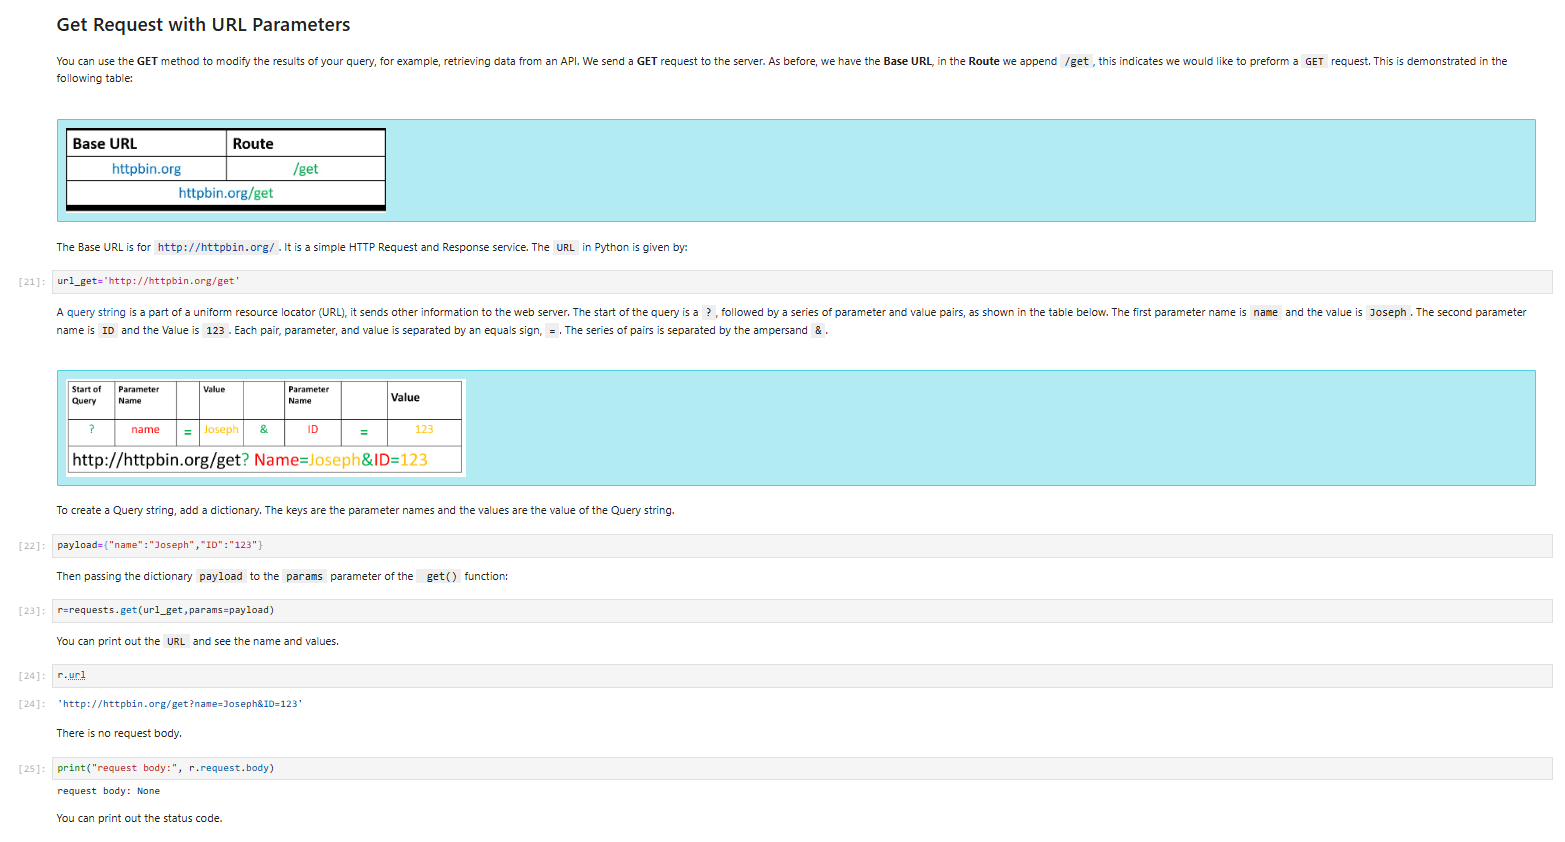 Get Request with URL Parameters
You can use the GET method to modify the results of your query, for example, retrieving data from an API. We send a GET request to the server. As before, we have the Base URL, in the Route we append /get , this indicates we would like to preform a GET request. This is demonstrated in the
following table:
Base URL Route
httpbin.org /get
httpbin.org/get
The Base URL is for http://httpbin.org/ . It is a simple HTTP Request and Response service. The URL in Python is given by:
[21]: url_get='http://httpbin.org/get'
A query string is a part of a uniform resource locator (URL), it sends other information to the web server. The start of the query is a ? , followed by a series of parameter and value pairs, as shown in the table below. The first parameter name is name and the value is Joseph . The second parameter
name is ID and the Value is 123 . Each pair, parameter, and value is separated by an equals sign, = . The series of pairs is separated by the ampersand & .
Start of Parameter Value Parameter Value
Query Name Name
? name = Joseph & ID = 123
http://httpbin.org/get? Name=Joseph&ID=123
To create a Query string, add a dictionary. The keys are the parameter names and the values are the value of the Query string.
[22]: payload={"name":"Joseph","ID":"123"}
Then passing the dictionary payload to the params parameter of the get() function:
[23]: r=requests.get(url_get,params=payload)
You can print out the URL and see the name and values.
[24]: r.url
[24]: 'http://httpbin.org/get?name=Joseph&ID=123'
There is no request body.
[25]: print("request body:", r.request.body)
request body: None
You can print out the status code.